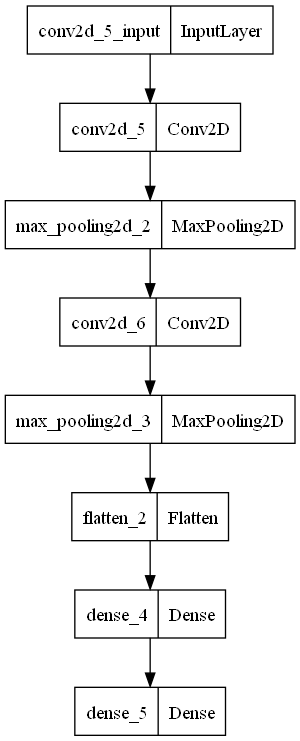 conv2d_5_input InputLayer
conv2d_5 Conv2D
max_pooling2d_2 MaxPooling2D
conv2d_6 Conv2D
max_pooling2d_3 MaxPooling2D
flatten_2 Flatten
dense_4 Dense
dense_5 Dense